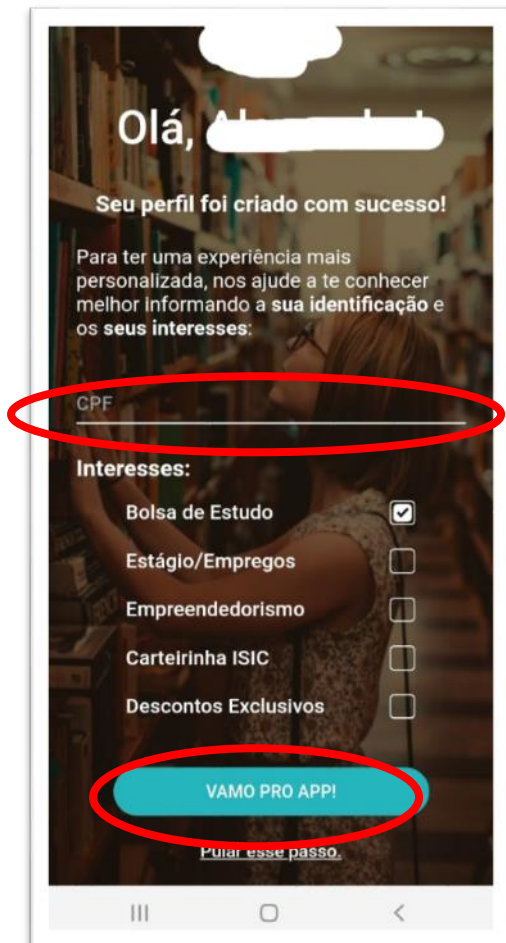 Olá,
Seu perfil foi criado com sucesso!
Para ter uma experiência mais
personalizada, nos ajude a te conhecer
melhor informando a sua identificação e
os seus interesses:
CPF
Interesses:
Bolsa de Estudo
Estágio/Empregos
Empreendedorismo
Carteirinha ISIC
Descontos Exclusivos
VAMO PRO APP!
Pular esse passo.